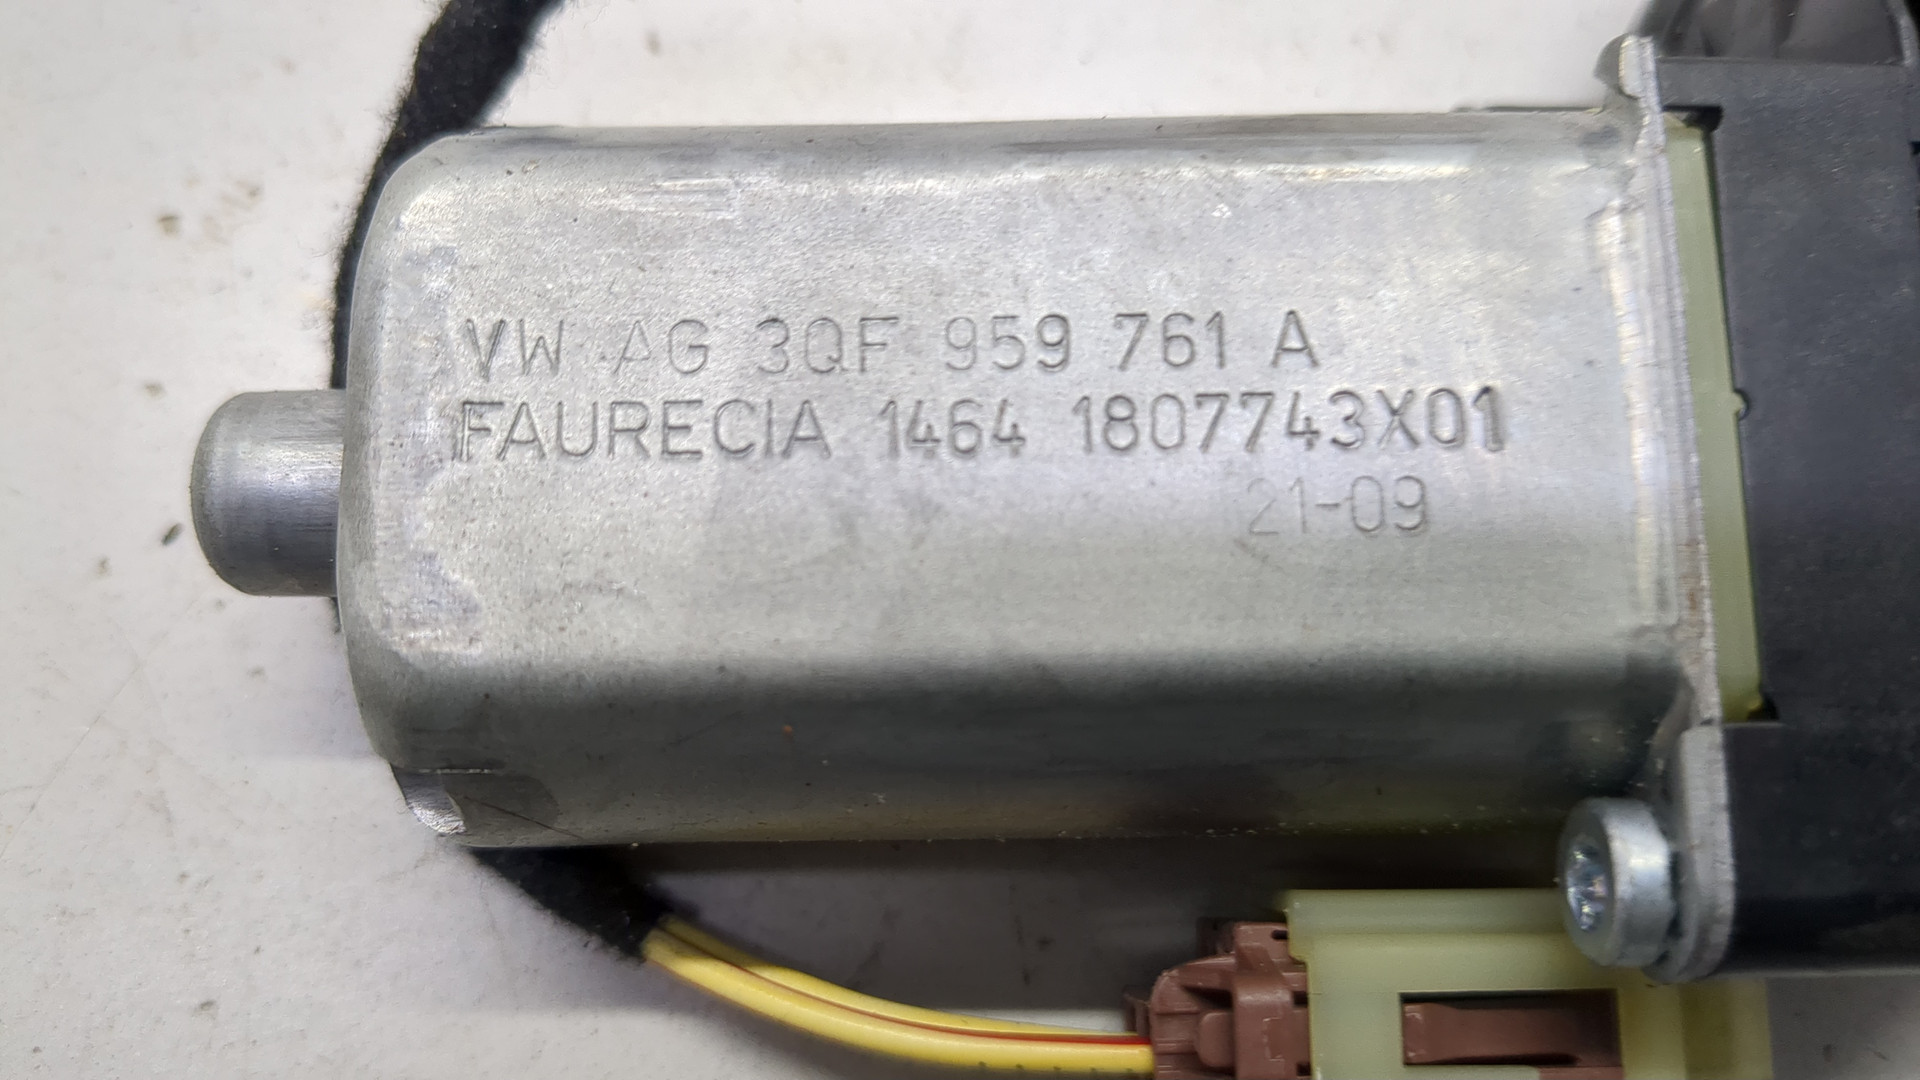 VW AG 3QF 959 761 A
FAURECIA 1464 1807743X01
21-09